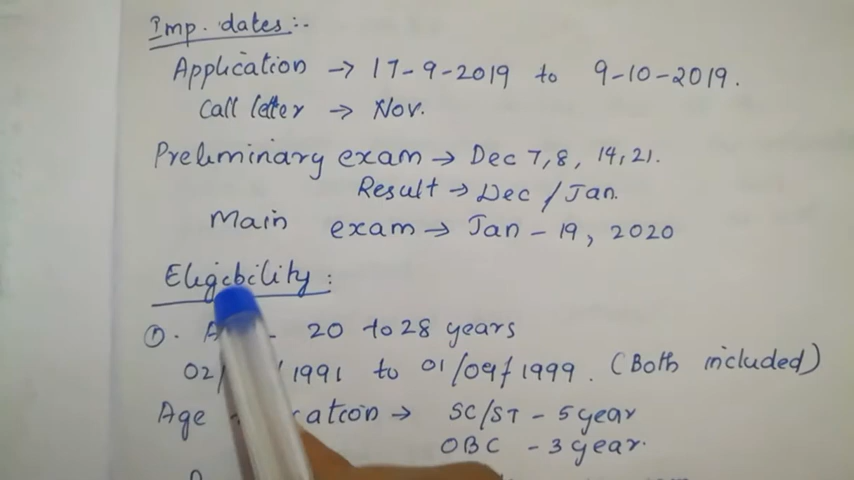 Imp. dates:-
Application → 17-9-2019 to 9-10-2019.
Call letter → Nov.
Preliminary exam → Dec 7,8, 14,21.
Result → Dec / Jan.
Main exam → Jan - 19, 2020
Eligibility :
①. 20 to 28 years
02/ /1991 to 01/09/1999. (Both included)
Age → SC/ST - 5 year
OBC - 3 year.